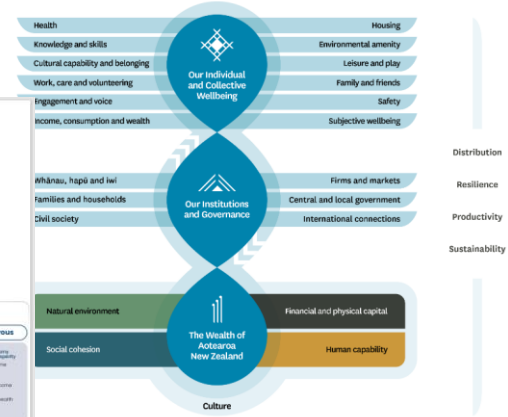 Health
Housing
Knowledge and skills
Environmental amenity
Cultural capability and belonging
Leisure and play
Work, care and volunteering
Family and friends
Engagement and voice
Safety
Income, consumption and wealth
Subjective wellbeing
Our Individual
and Collective
Wellbeing
Whānau, hapū and iwi
Firms and markets
Families and households
Central and local government
Civil society
International connections
Our Institutions
and Governance
Natural environment
Financial and physical capital
Social cohesion
Human capability
The Wealth of
Aotearoa
New Zealand
Culture
Distribution
Resilience
Productivity
Sustainability